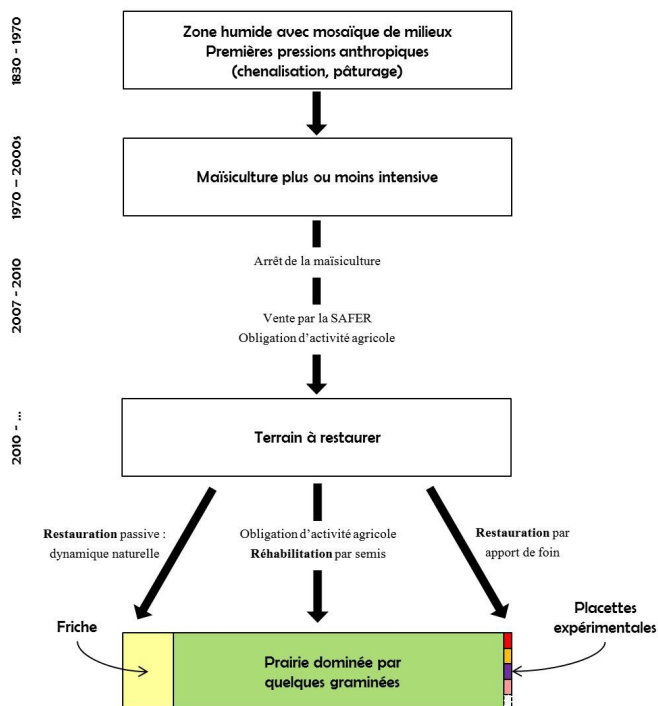 1830 - 1970
Zone humide avec mosaïque de milieux
Premières pressions anthropiques
(chenalisation, pâturage)
1970 – 2000s
Maïsiculture plus ou moins intensive
2007 - 2010
Arrêt de la maïsiculture
Vente par la SAFER
Obligation d'activité agricole
2010 - ...
Terrain à restaurer
Restauration passive :
dynamique naturelle
Obligation d'activité agricole
Réhabilitation par semis
Restauration par
apport de foin
Friche
Placettes
expérimentales
Prairie dominée par
quelques graminées